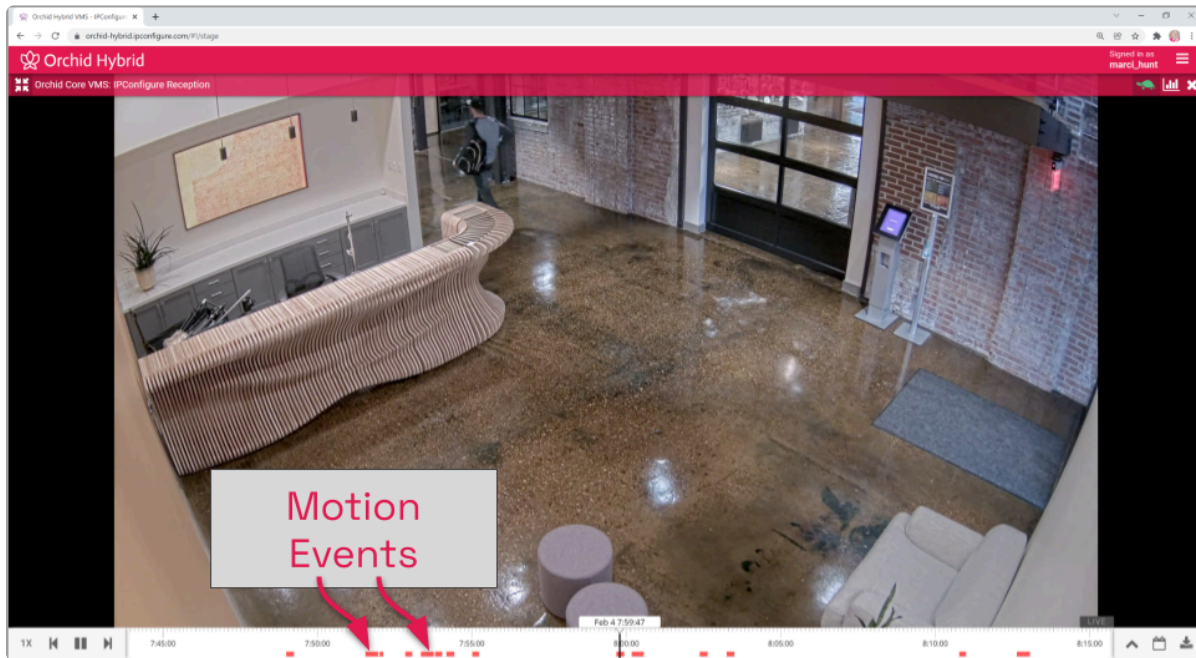 Orchid Hybrid VMS - IPConfigur
orchid-hybrid.ipconfigure.com/#!/stage
Orchid Hybrid
Signed in as
marci_hunt
Orchid Core VMS: IPConfigure Reception
Motion
Events
Feb 4 7:59:47
LIVE
1X
7:45:00
7:50:00
7:55:00
8:00:00
8:05:00
8:10:00
8:15:00